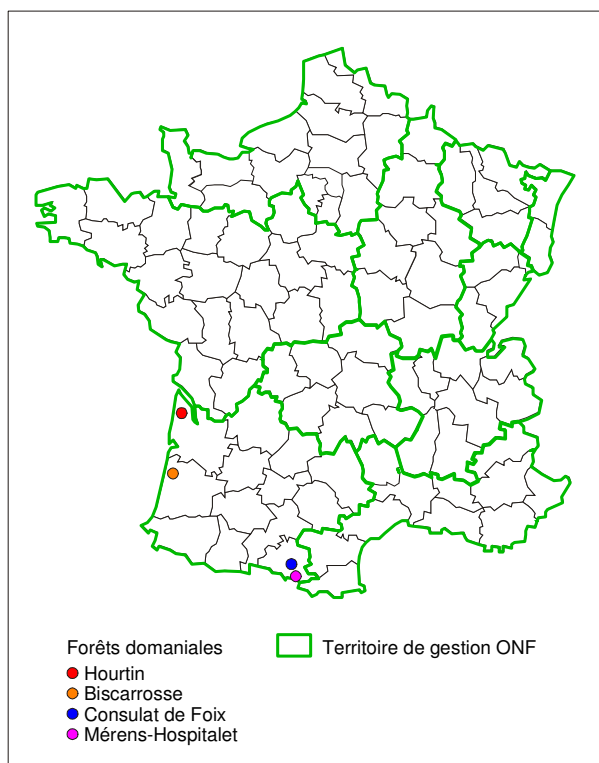 Forêts domaniales
Territoire de gestion ONF
Hourtin
Biscarrosse
Consulat de Foix
Mérens-Hospitalet